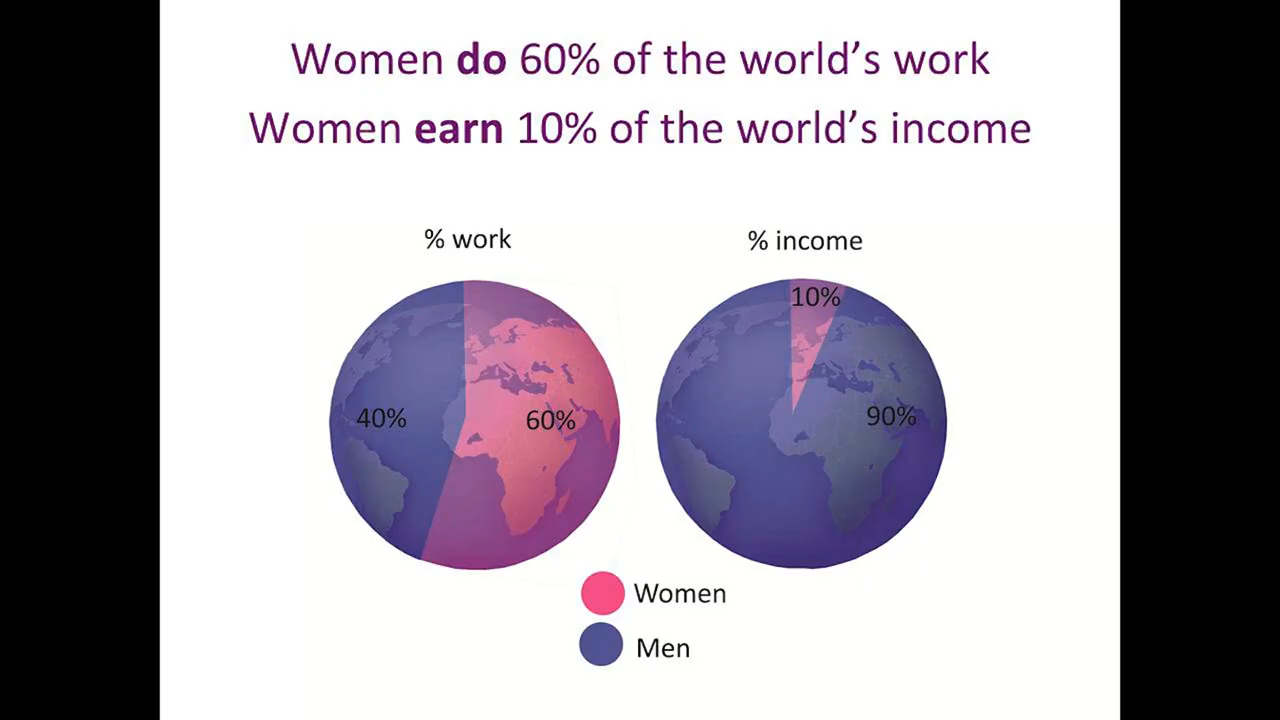 Women do 60% of the world’s work
Women earn 10% of the world’s income
% work
% income
10%
40%
60%
90%
Women
Men